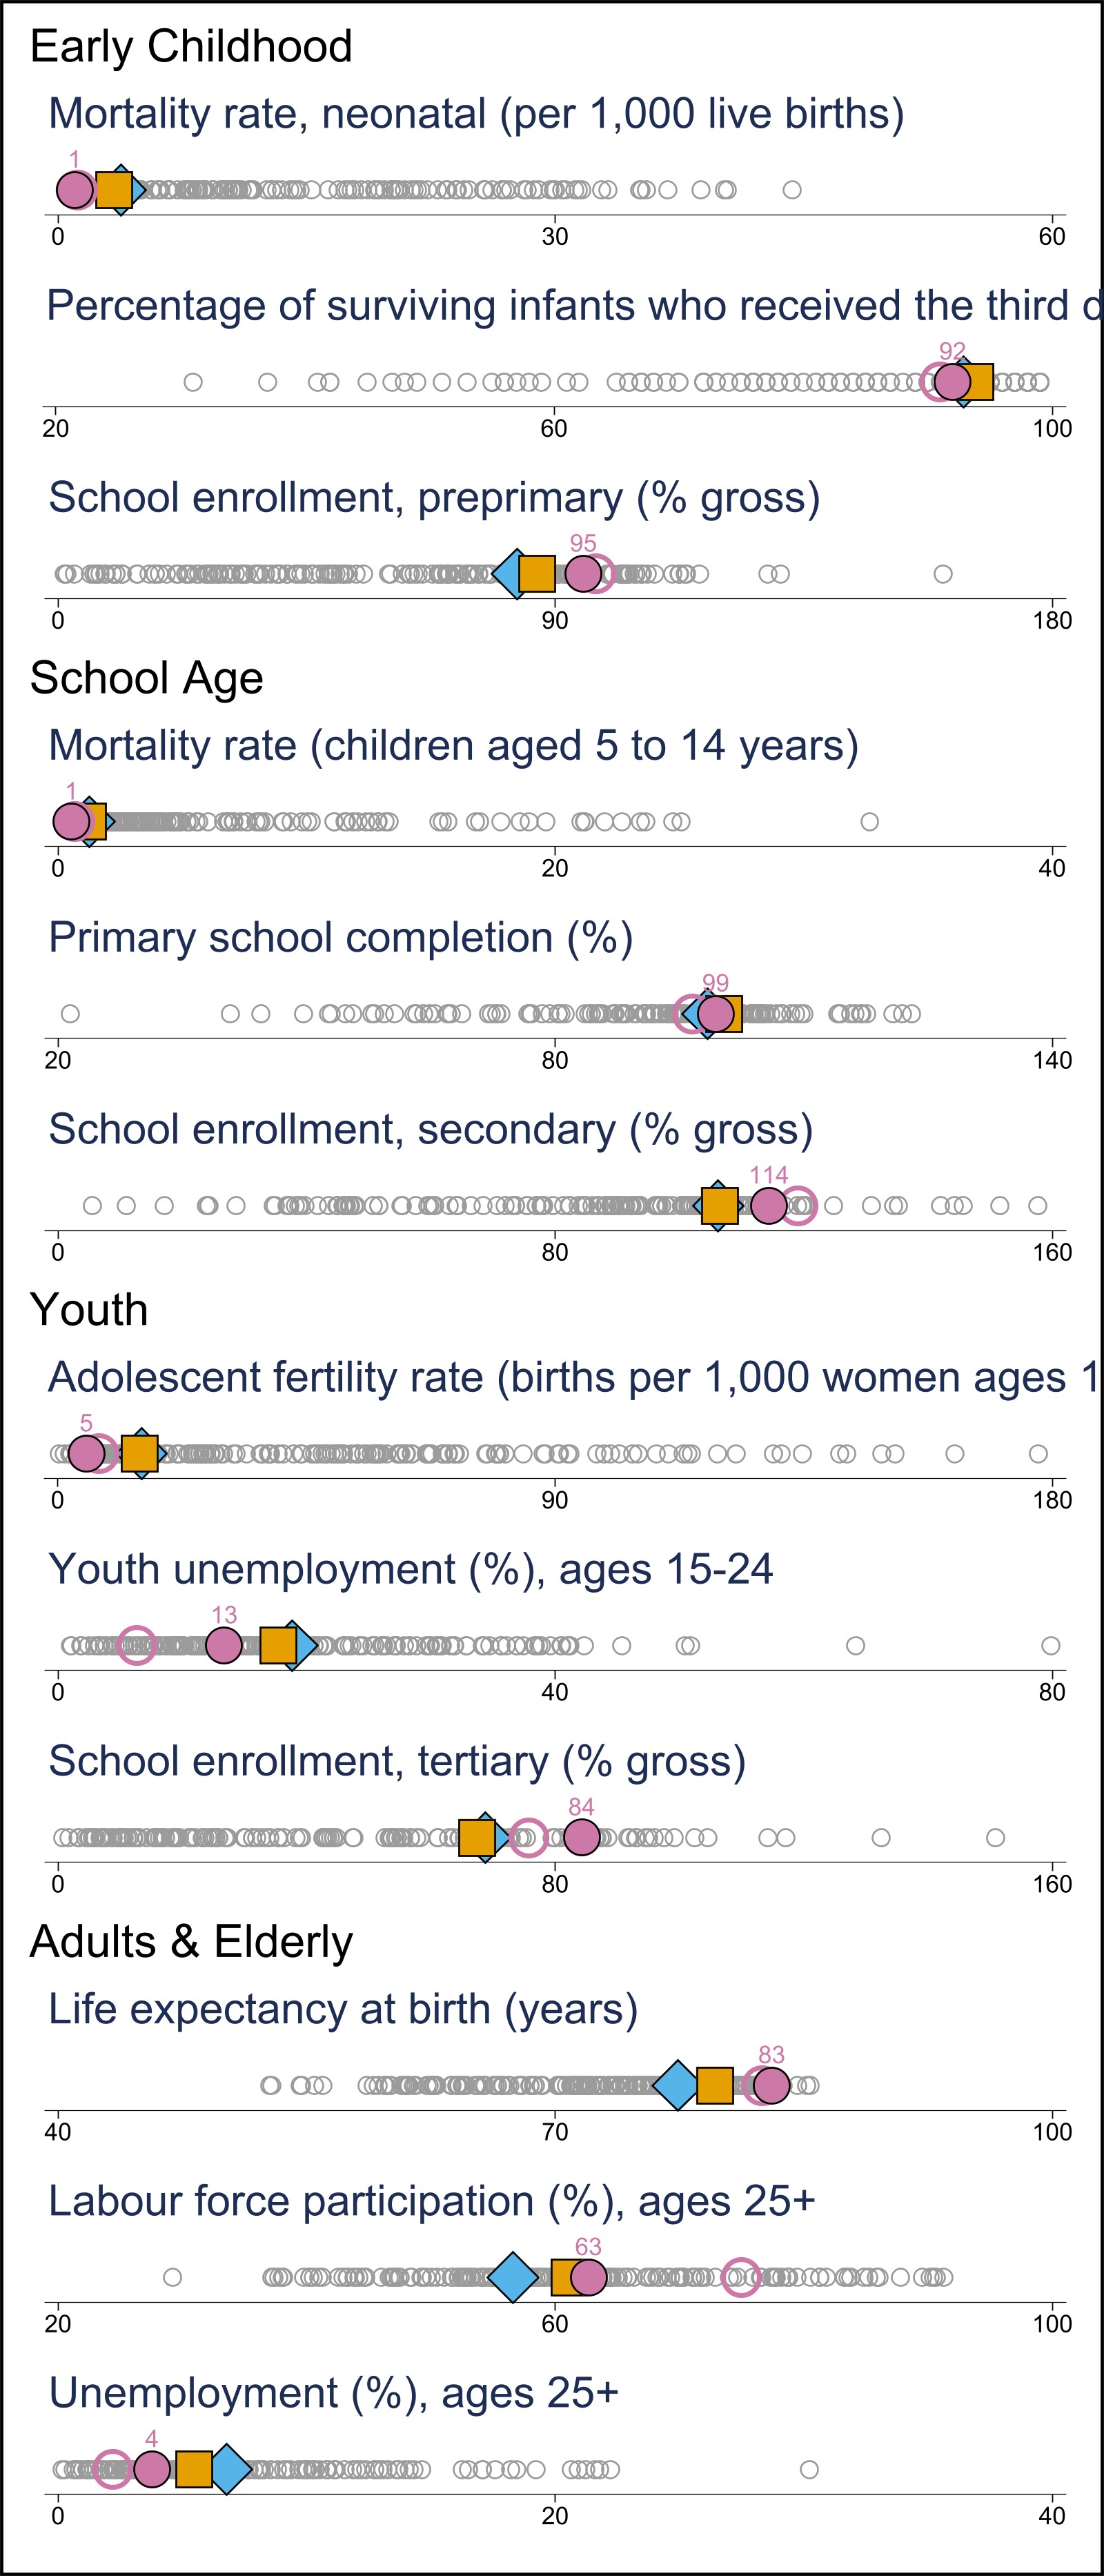 Early Childhood
Mortality rate, neonatal (per 1,000 live births)
1
0 30 60
Percentage of surviving infants who received the third d
92
20 60 100
School enrollment, preprimary (% gross)
95
0 90 180
School Age
Mortality rate (children aged 5 to 14 years)
1
0 20 40
Primary school completion (%)
99
20 80 140
School enrollment, secondary (% gross)
114
0 80 160
Youth
Adolescent fertility rate (births per 1,000 women ages 1
5
0 90 180
Youth unemployment (%), ages 15-24
13
0 40 80
School enrollment, tertiary (% gross)
84
0 80 160
Adults & Elderly
Life expectancy at birth (years)
83
40 70 100
Labour force participation (%), ages 25+
63
20 60 100
Unemployment (%), ages 25+
4
0 20 40